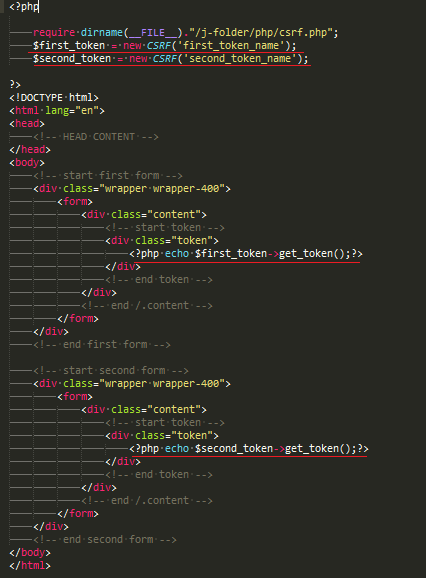 <?php
require dirname(__FILE__)."/j-folder/php/csrf.php";
$first_token = new CSRF('first_token_name');
$second_token = new CSRF('second_token_name');
?>
<!DOCTYPE html>
<html lang="en">
<head>
<!-- HEAD CONTENT -->
</head>
<body>
<!-- start first form -->
<div class="wrapper wrapper-400">
<form>
<div class="content">
<!-- start token -->
<div class="token">
<?php echo $first_token->get_token();?>
</div>
<!-- end token -->
</div>
<!-- end /.content -->
</form>
</div>
<!-- end first form -->
<!-- start second form -->
<div class="wrapper wrapper-400">
<form>
<div class="content">
<!-- start token -->
<div class="token">
<?php echo $second_token->get_token();?>
</div>
<!-- end token -->
</div>
<!-- end /.content -->
</form>
</div>
<!-- end second form -->
</body>
</html>